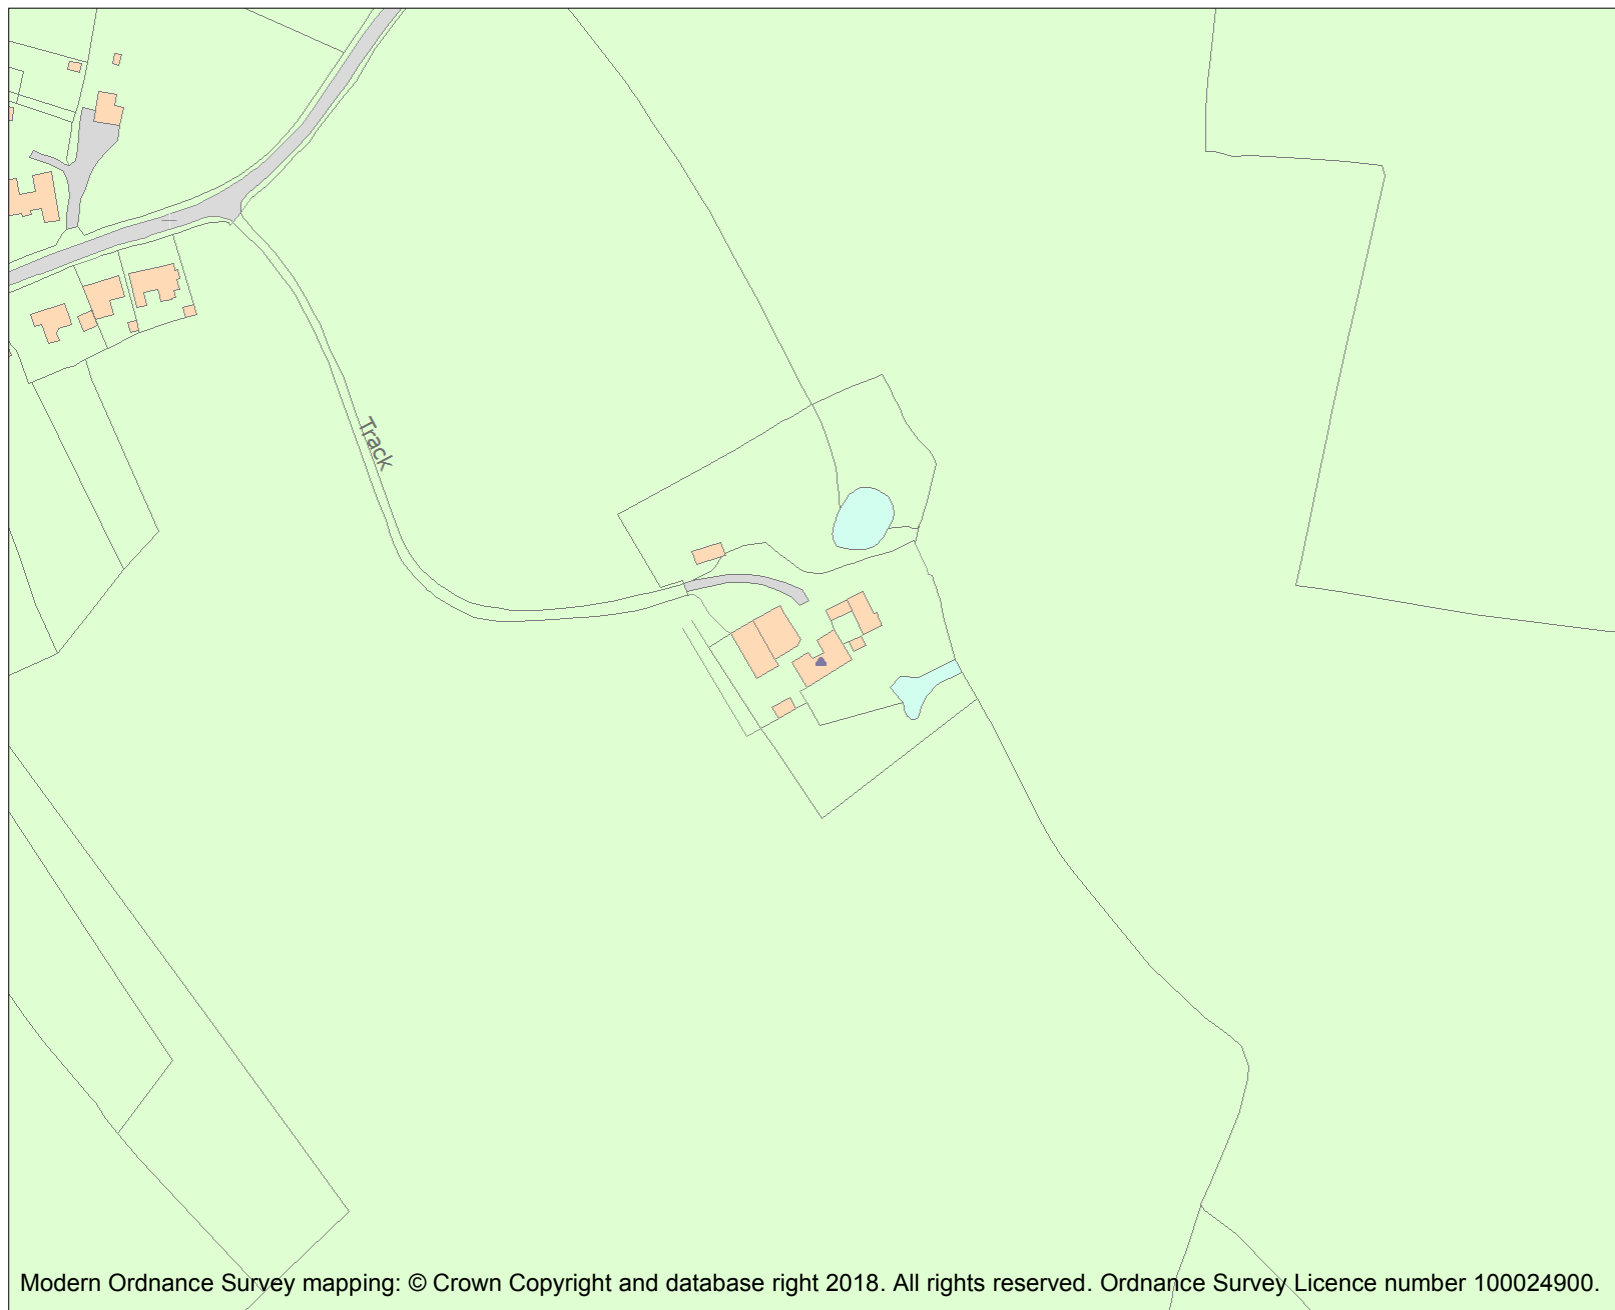 Track
Modern Ordnance Survey mapping: © Crown Copyright and database right 2018. All rights reserved. Ordnance Survey Licence number 100024900.